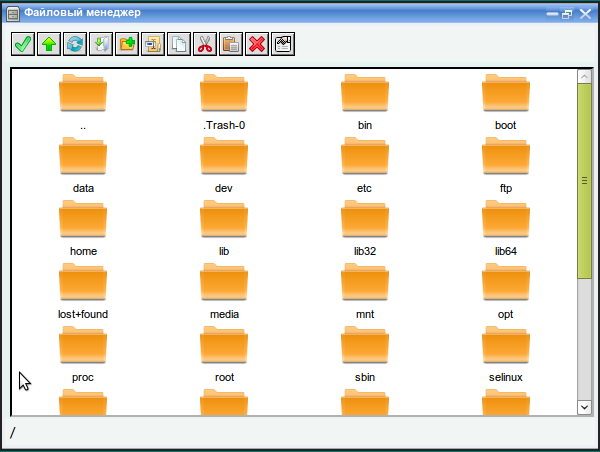 Файловый менеджер
.. .Trash-0 bin boot
data dev etc ftp
home lib lib32 lib64
lost+found media mnt opt
proc root sbin selinux
/